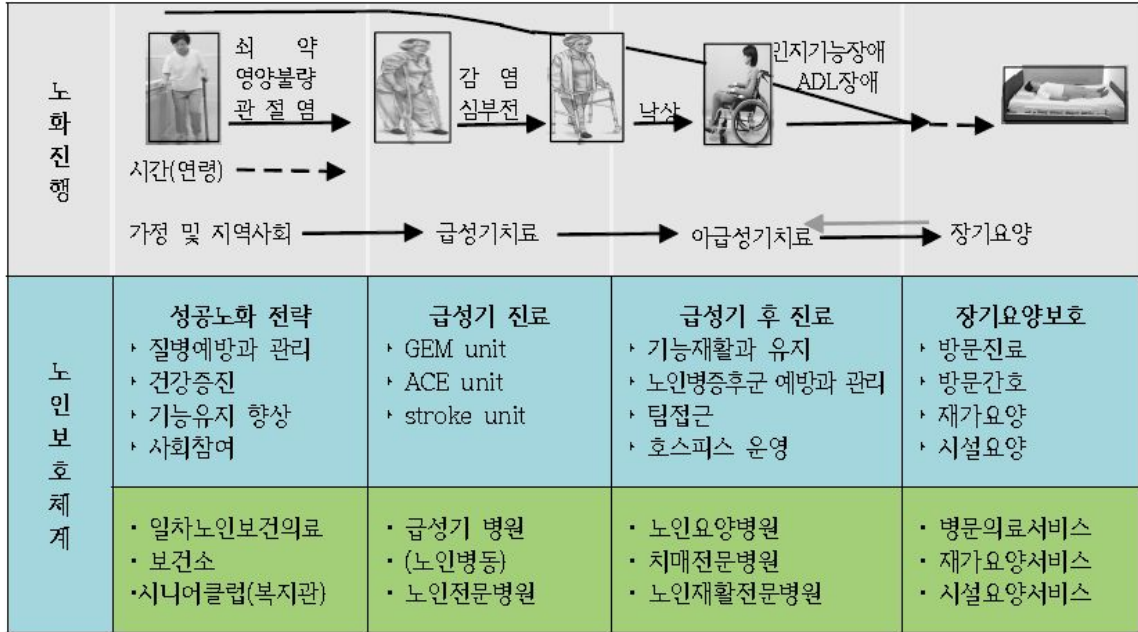 노화진행
쇠 약
영양불량
관 절 염
감 염
심부전
낙상
인지기능장애
ADL장애
시간(연령)
가정 및 지역사회
급성기치료
아급성기치료
장기요양
노인보호체계
성공노화 전략
질병예방과 관리
건강증진
기능유지 향상
사회참여
급성기 진료
GEM unit
ACE unit
stroke unit
급성기 후 진료
기능재활과 유지
노인병증후군 예방과 관리
팀접근
호스피스 운영
장기요양보호
방문진료
방문간호
재가요양
시설요양
· 일차노인보건의료
· 보건소
·시니어클럽(복지관)
· 급성기 병원
· (노인병동)
· 노인전문병원
· 노인요양병원
· 치매전문병원
· 노인재활전문병원
· 병문의료서비스
· 재가요양서비스
· 시설요양서비스